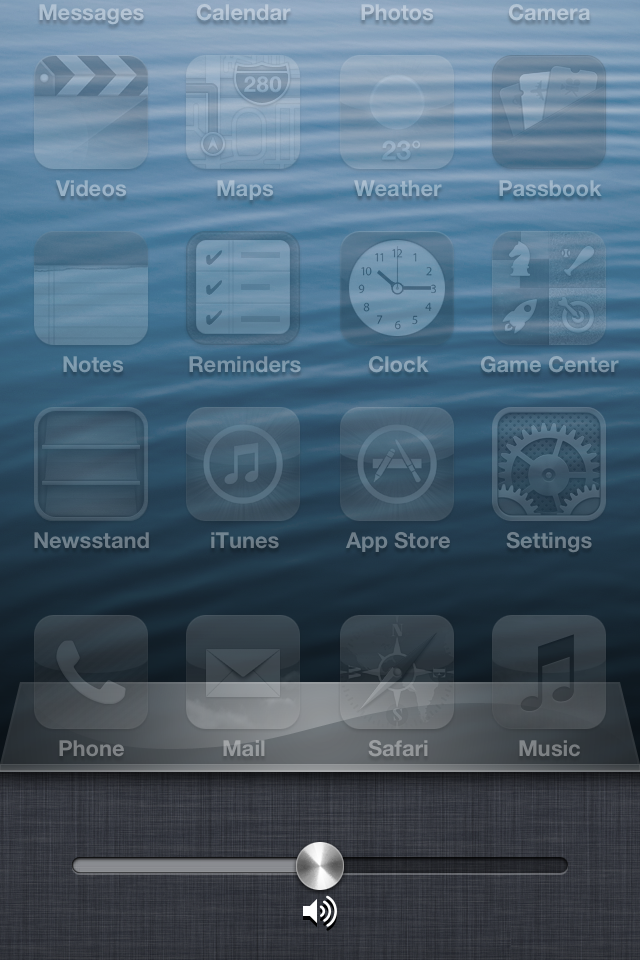 Messages Calendar Photos Camera
280
23°
Videos Maps Weather Passbook
11 12 1
10 2
9 3
8 4
7 6 5
Notes Reminders Clock Game Center
Newsstand iTunes App Store Settings
Phone Mail Safari Music